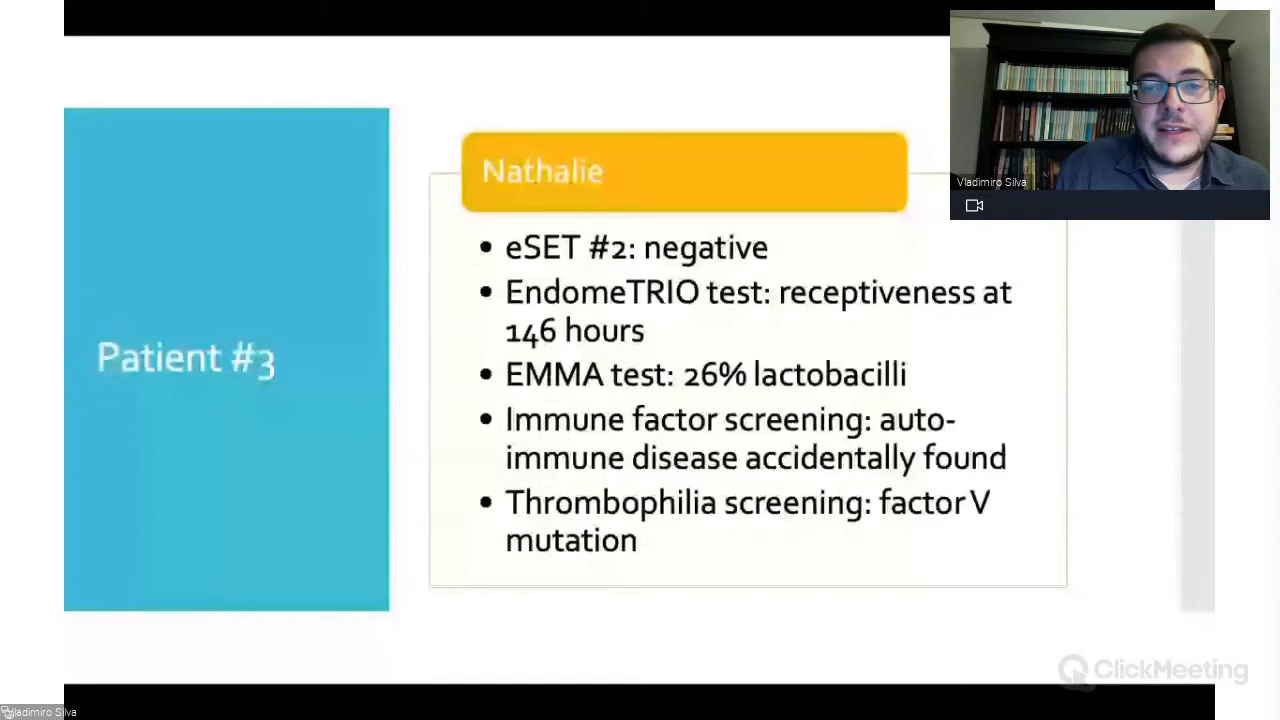 Nathalie
Vladimiro Silva
• eSET #2: negative
• EndomeTRIO test: receptiveness at
146 hours
• EMMA test: 26% lactobacilli
Patient #3
• Immune factor screening: auto-
immune disease accidentally found
• Thrombophilia screening: factor V
mutation
ClickMeeting
Vladimiro Silva